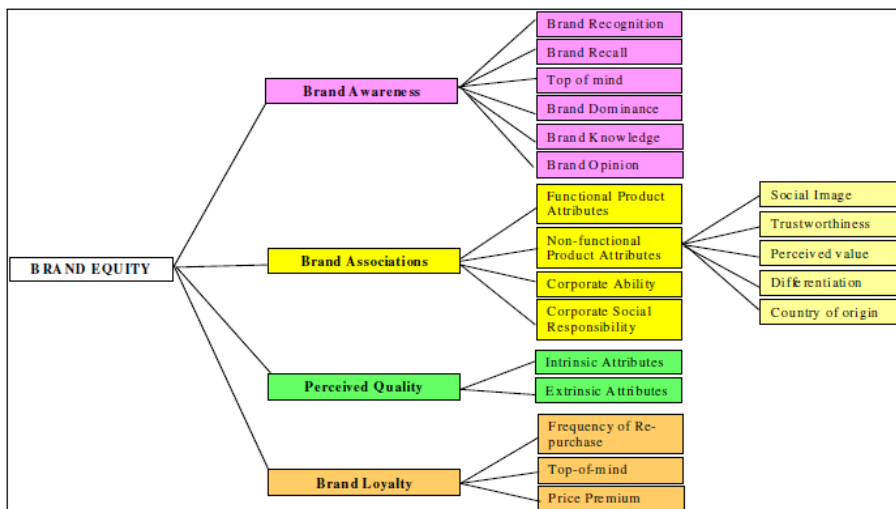 Brand Recognition
Brand Recall
Top of mind
Brand Awareness
Brand Dominance
Brand Knowledge
Brand Opinion
Functional Product
Attributes
Social Image
Trustworthiness
Non-functional
Product Attributes
Perceived value
BRAND EQUITY
Brand Associations
Corporate Ability
Differentiation
Corporate Social
Responsibility
Country of origin
Intrinsic Attributes
Perceived Quality
Extrinsic Attributes
Frequency of Re-
purchase
Top-of-mind
Brand Loyalty
Price Premium